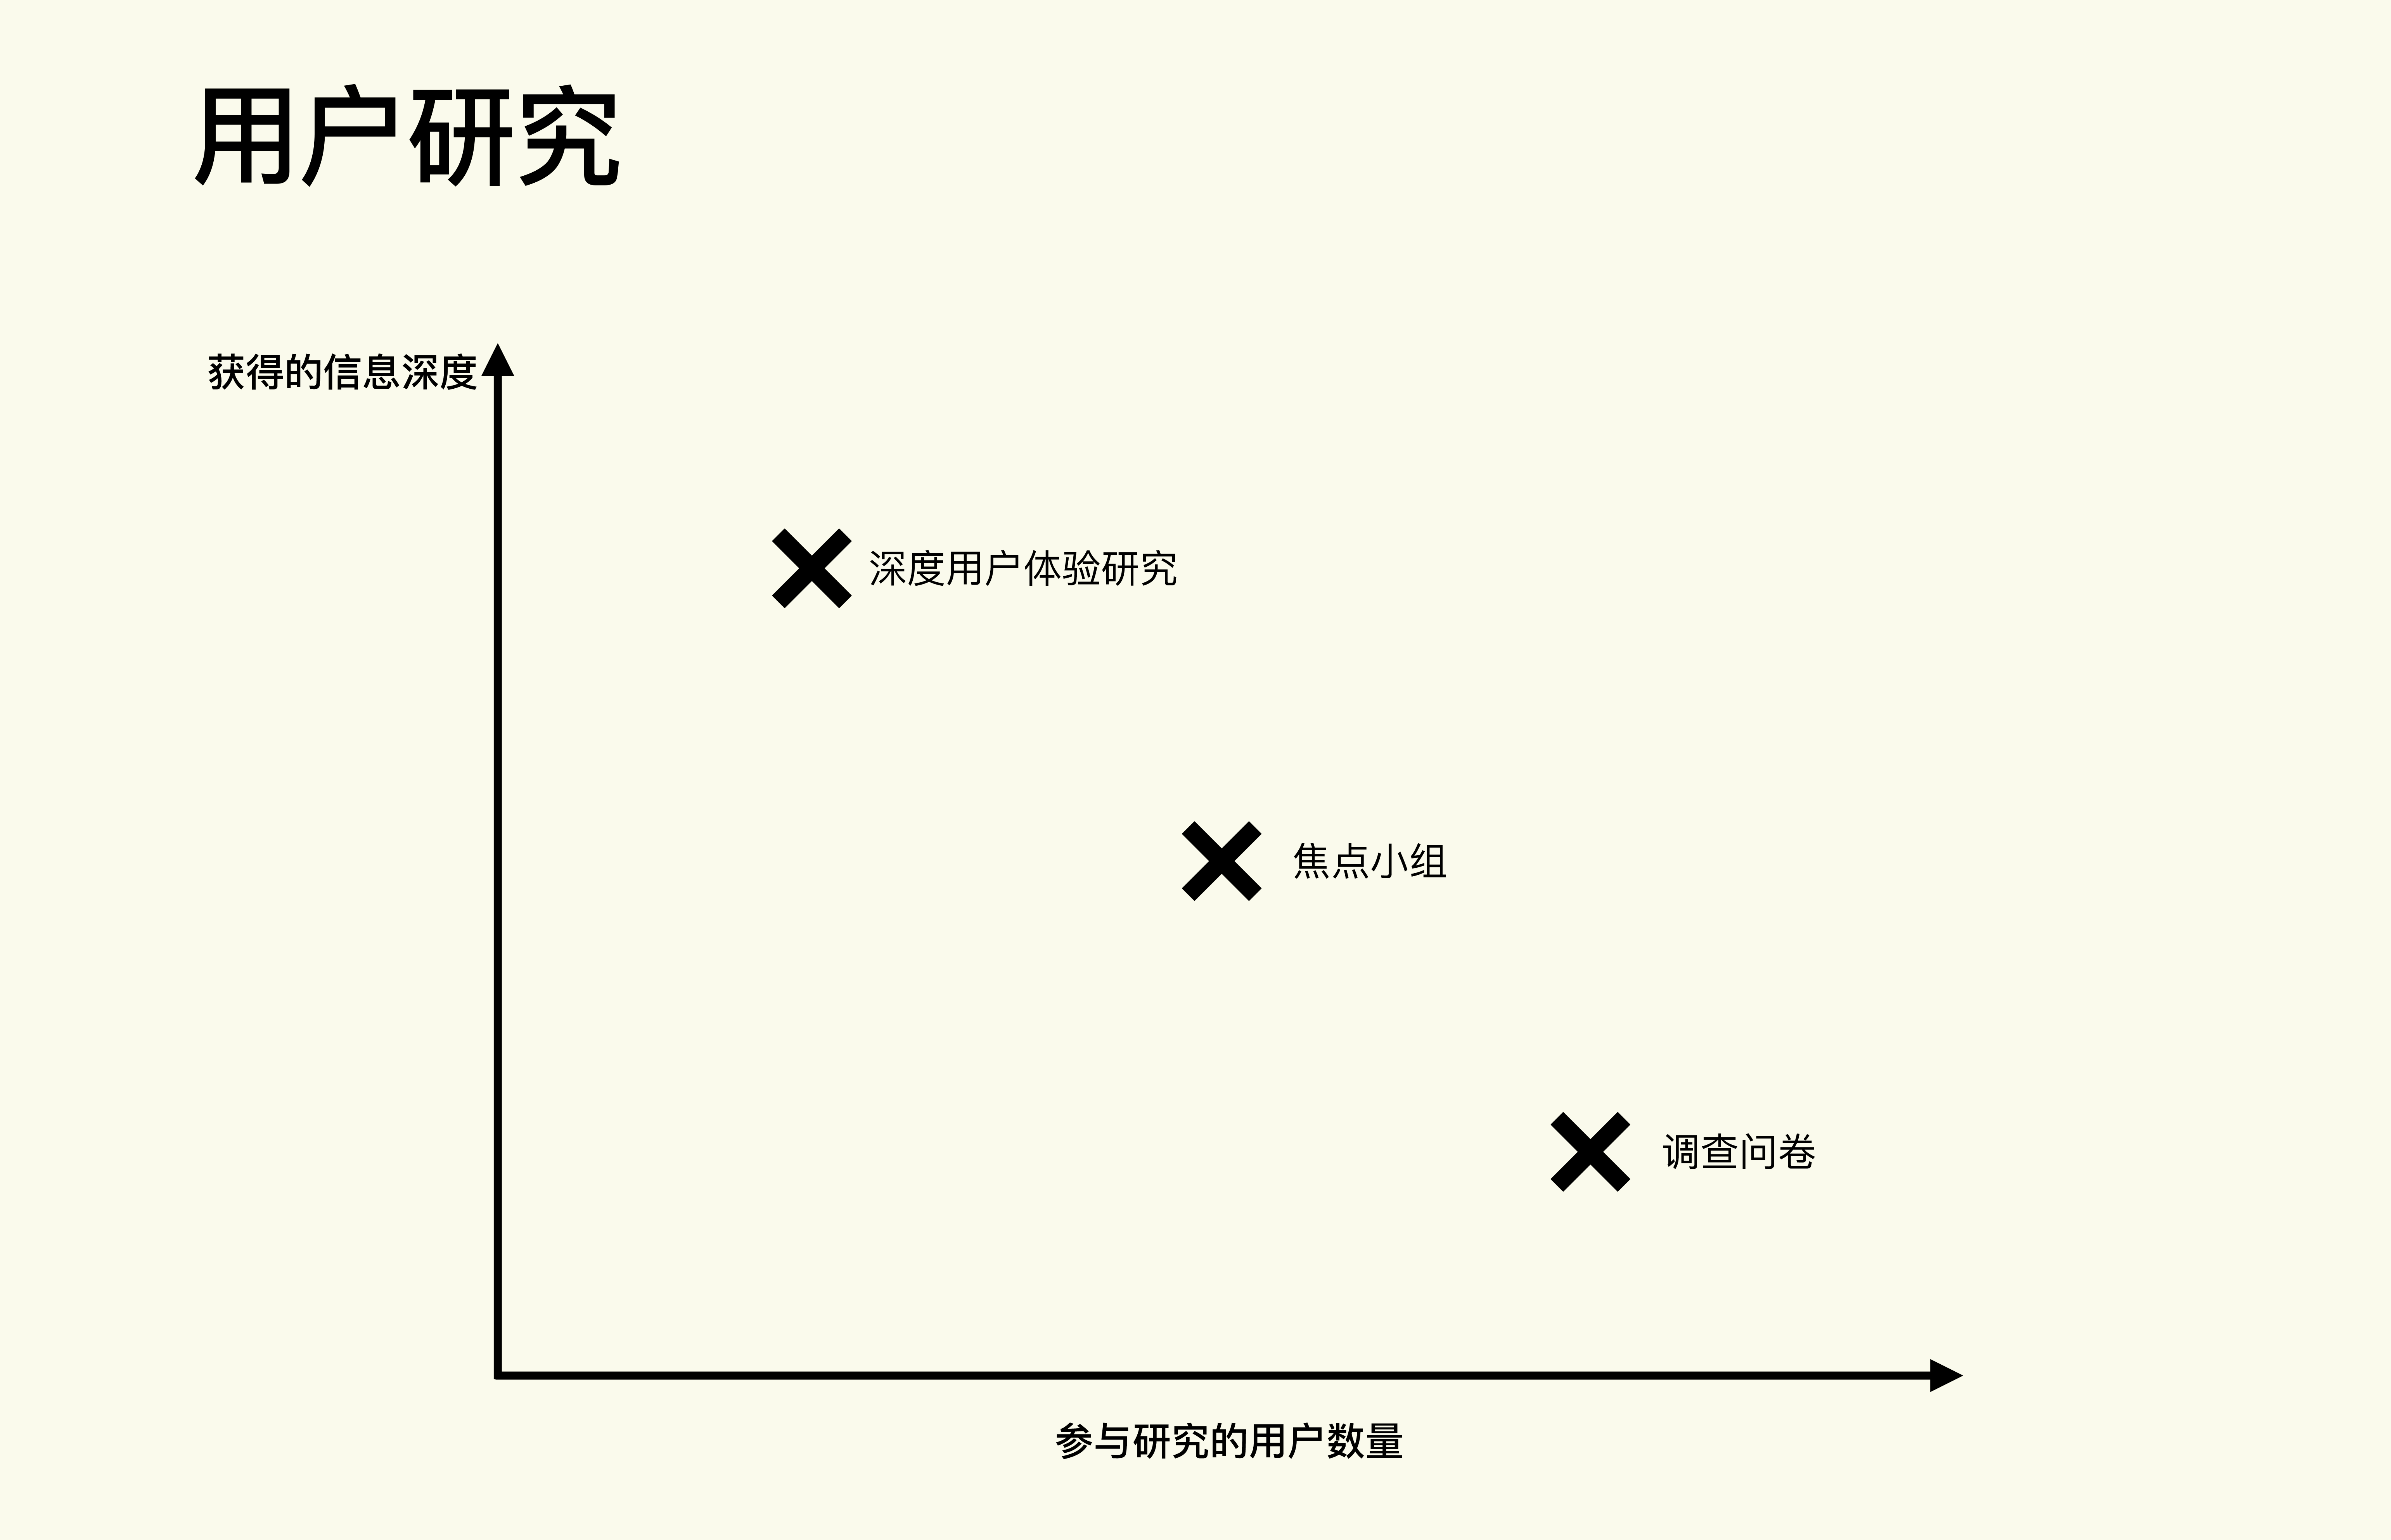 用户研究
获得的信息深度
深度用户体验研究
焦点小组
调查问卷
参与研究的用户数量